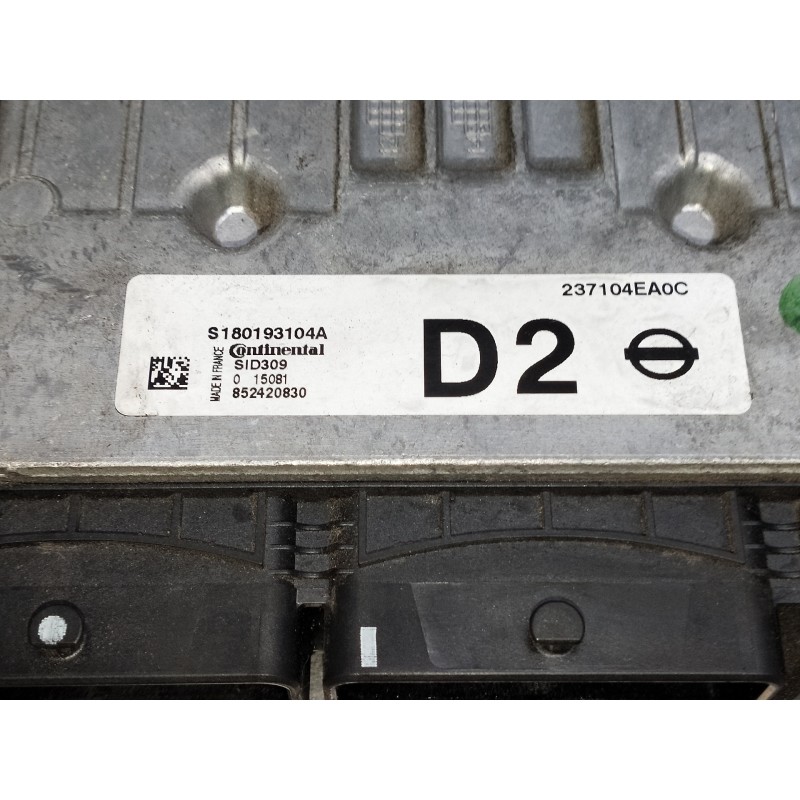 237104EA0C
S180193104A
Continental
SID309
0 15081
852420830
MADE IN FRANCE
D2